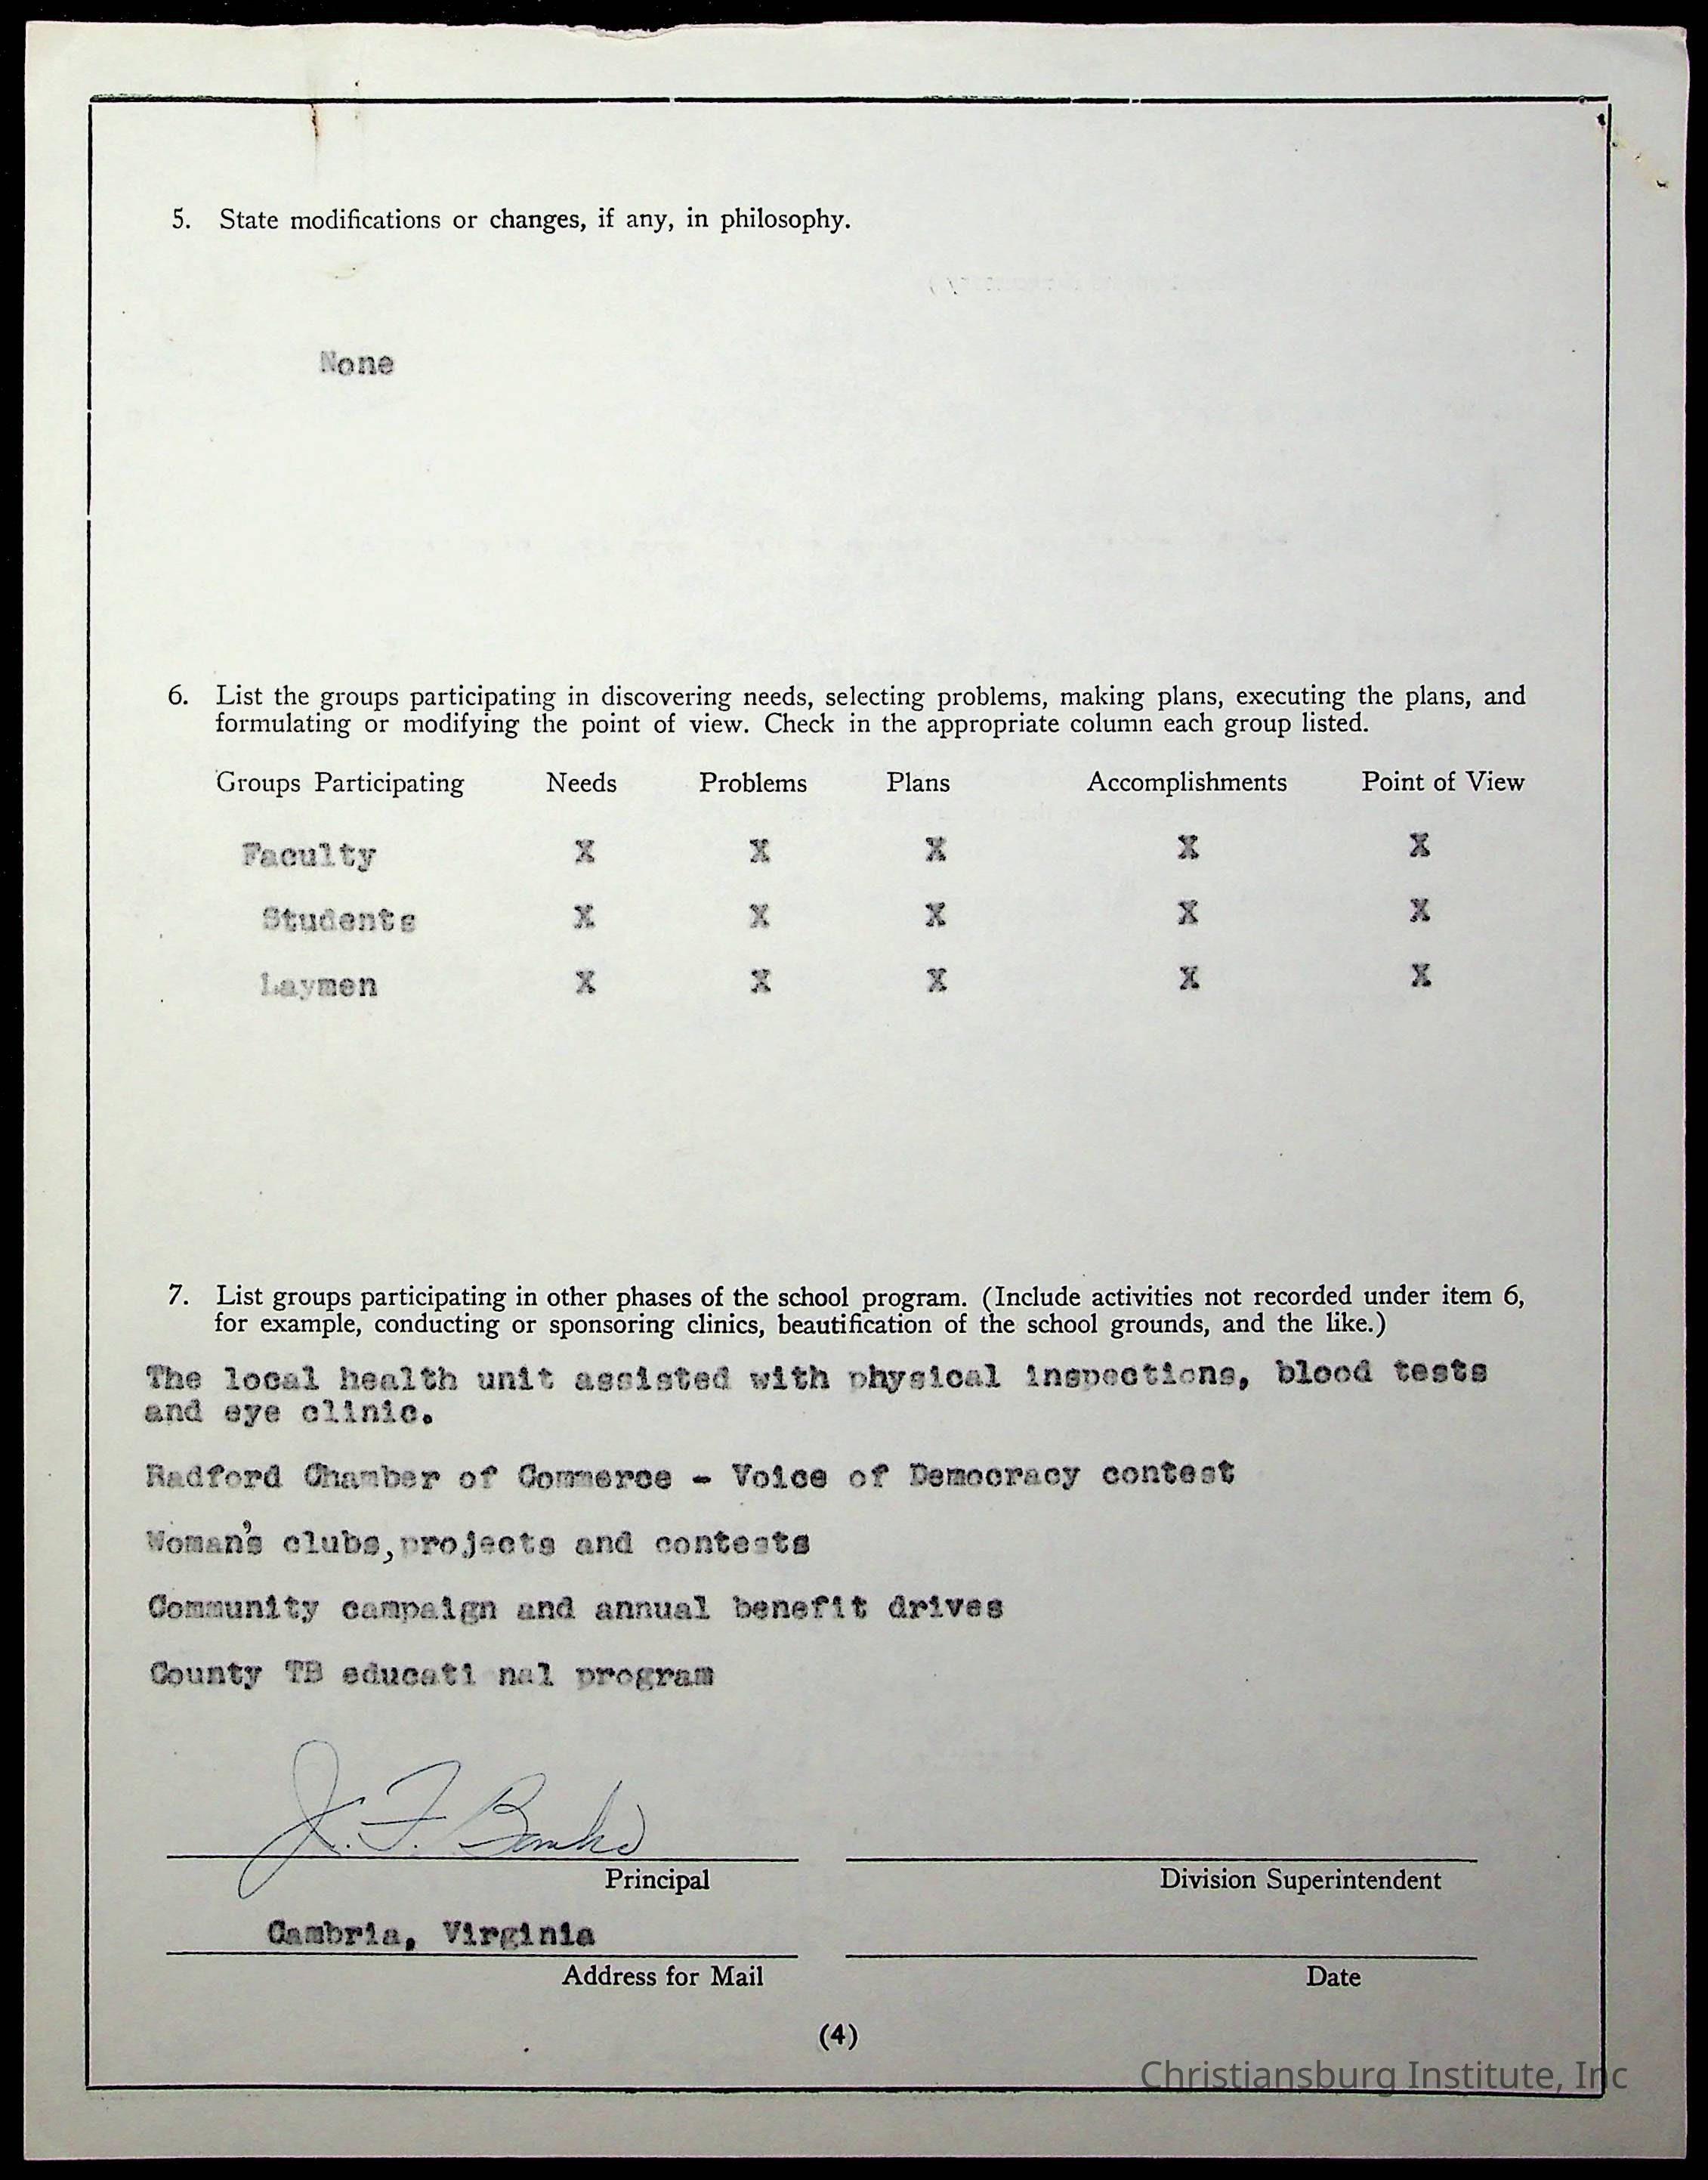 5. State modifications or changes, if any, in philosophy.
None
6. List the groups participating in discovering needs, selecting problems, making plans, executing the plans, and
formulating or modifying the point of view. Check in the appropriate column each group listed.
Groups Participating Needs Problems Plans Accomplishments Point of View
Faculty X X X X X
Students X X X X X
Laymen X X X X X
7. List groups participating in other phases of the school program. (Include activities not recorded under item 6,
for example, conducting or sponsoring clinics, beautification of the school grounds, and the like.)
The local health unit assisted with physical inspections, blood tests
and eye clinic.
Radford Chamber of Commerce - Voice of Democracy contest
Woman's clubs, projects and contests
Community campaign and annual benefit drives
County TB educati nal program
J. F. Banks
Principal Division Superintendent
Cambria, Virginia
Address for Mail Date
(4)
Christiansburg Institute, Inc